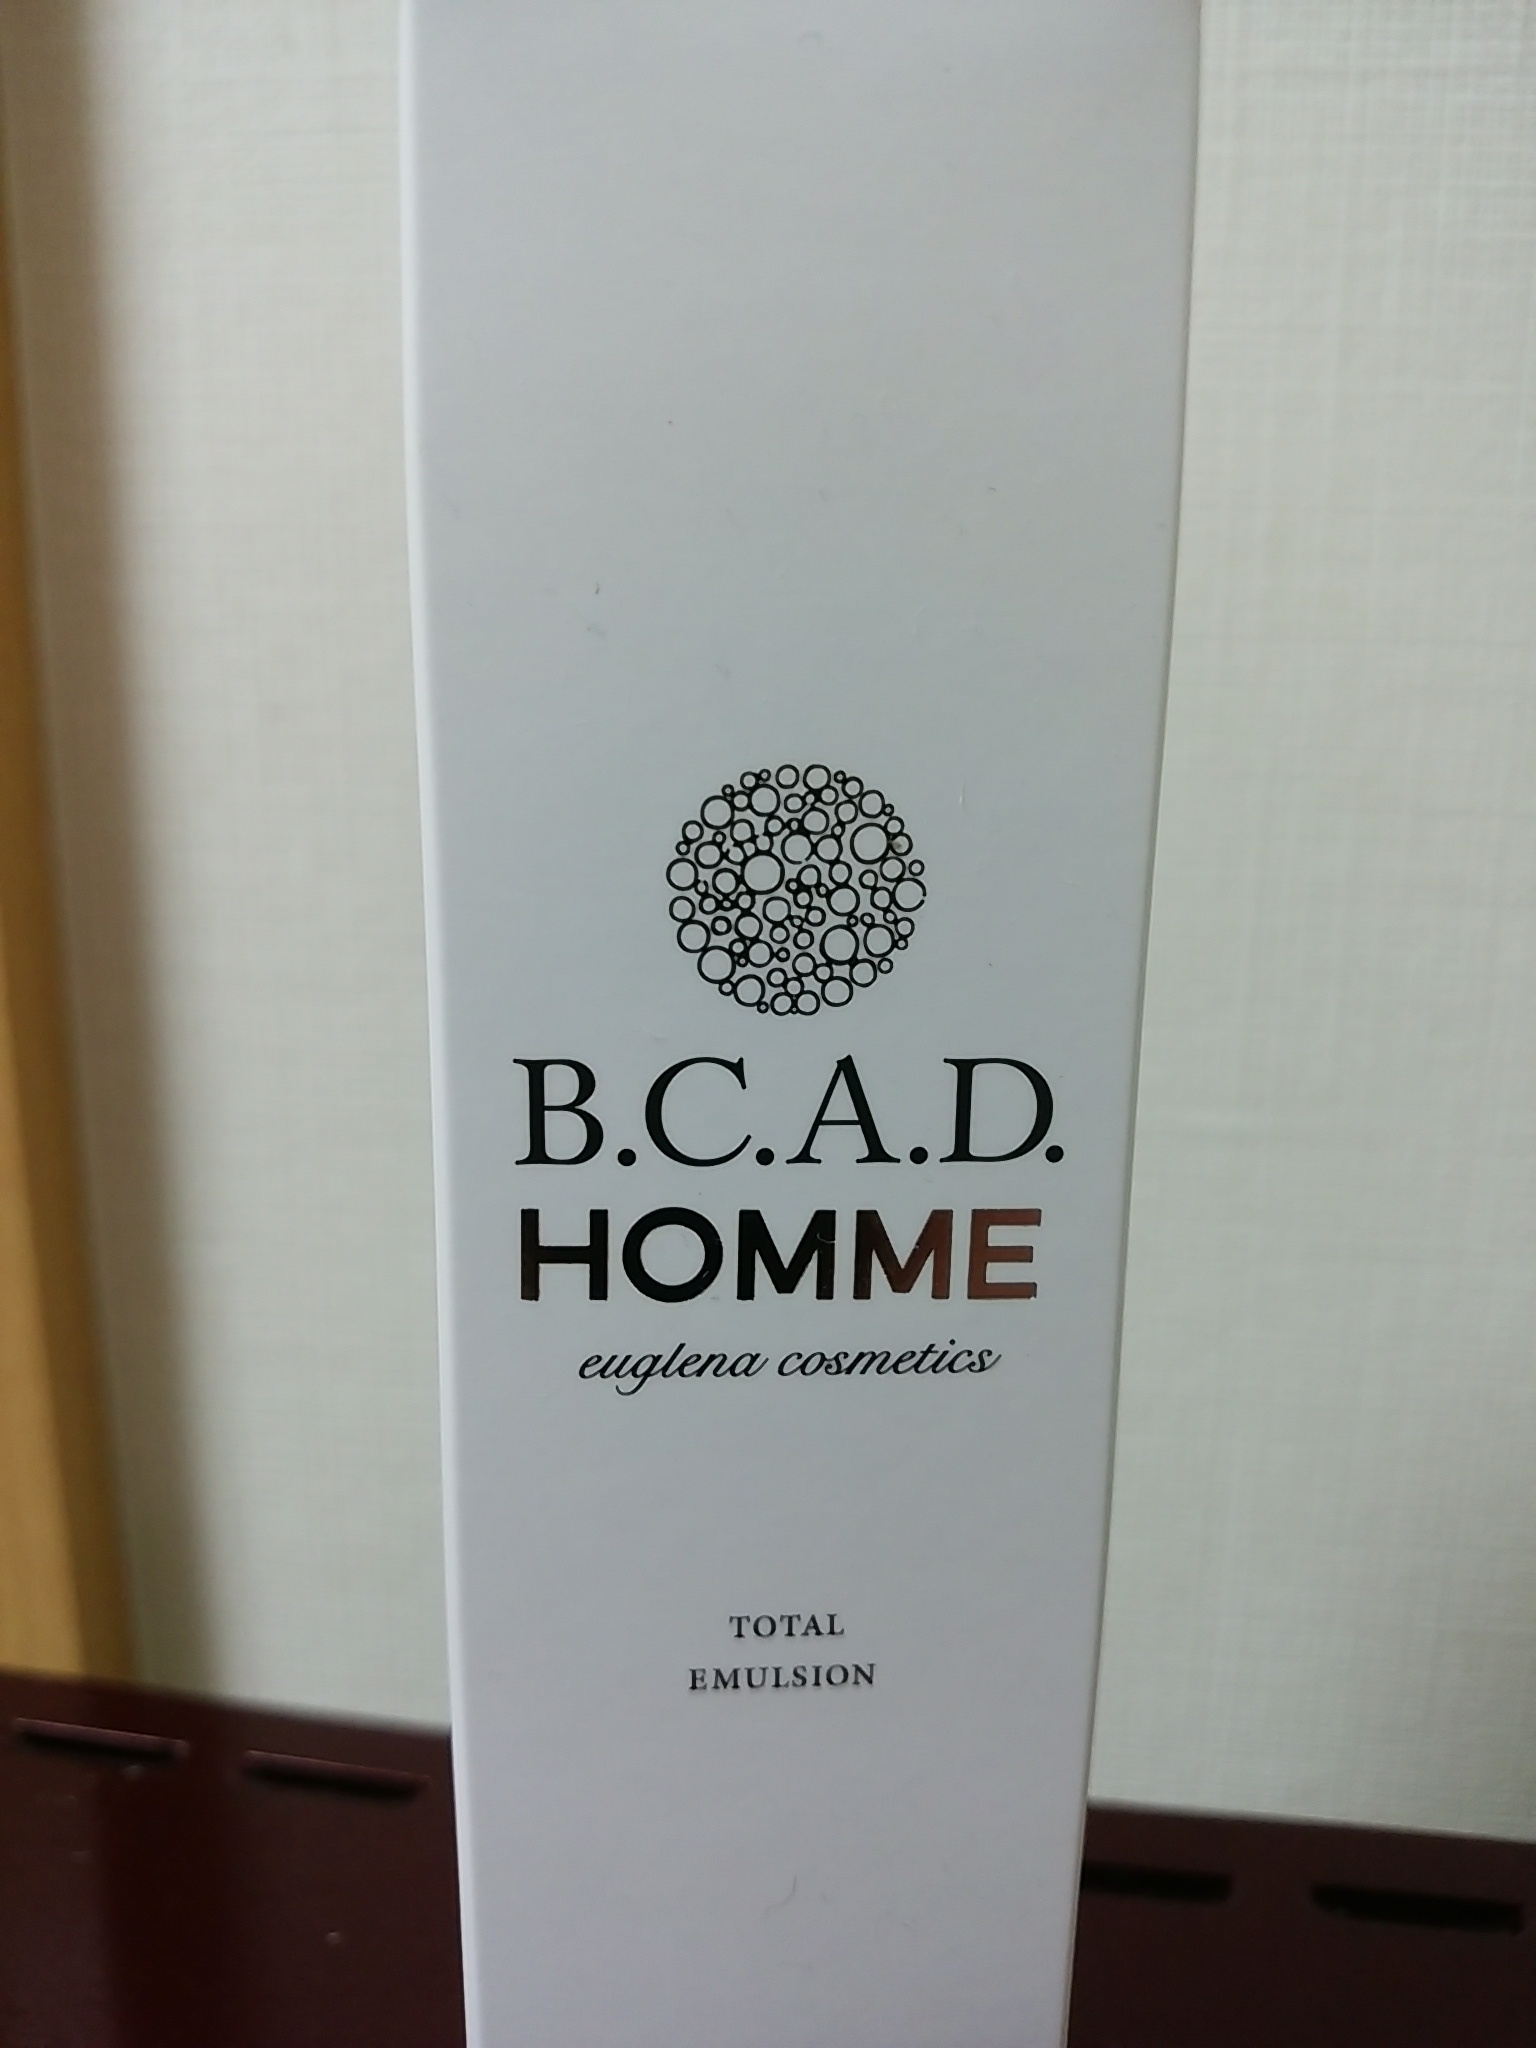 B.C.A.D.
HOMME
euglena cosmetics
TOTAL
EMULSION